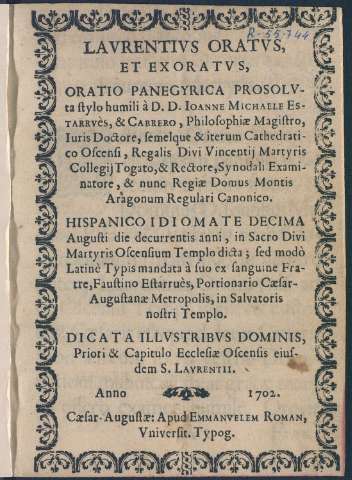 R-55.744
LAVRENTIVS ORATVS,
ET EXORATVS,
ORATIO PANEGYRICA PROSOLV-
ta stylo humili à D. D. IOANNE MICHAELE ES-
TARRVÈS, & CABRERO, Philosophiæ Magistro,
Iuris Doctore, semelque & iterum Cathedrati-
co Oscensi, Regalis Divi Vincentij Martyris
Collegij Togato, & Rectore, Synodali Exami-
natore, & nunc Regiæ Domus Montis
Aragonum Regulari Canonico.
HISPANICO IDIOMATE DECIMA
Augusti die decurrentis anni, in Sacro Divi
Martyris Oscensium Templo dicta; sed modò
Latinè Typis mandata à suo ex sanguine Fra-
tre, Faustino Estarruès, Portionario Cæsar-
Augustanæ Metropolis, in Salvatoris
nostri Templo.
DICATA ILLVSTRIBVS DOMINIS,
Priori & Capitulo Ecclesiæ Oscensis eius-
dem S. LAVRENTII.
Anno 1702.
Cæsar-Augustæ: Apud EMMANVELEM ROMAN,
Vniversit. Typog.